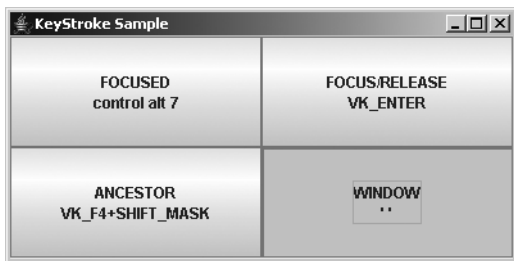 KeyStroke Sample
FOCUSED
control alt 7
FOCUS/RELEASE
VK_ENTER
ANCESTOR
VK_F4+SHIFT_MASK
WINDOW
' '